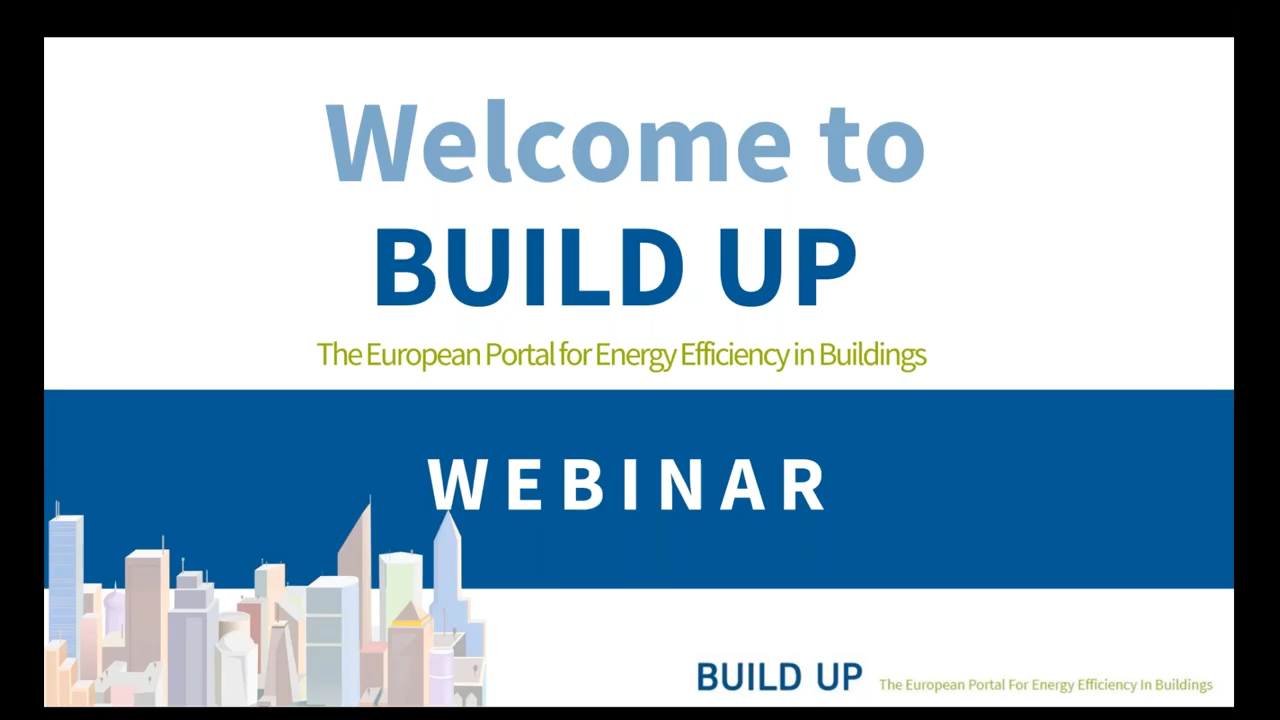 Welcome to
BUILD UP
The European Portal for Energy Efficiency in Buildings
WEBINAR
BUILD UP The European Portal For Energy Efficiency In Buildings